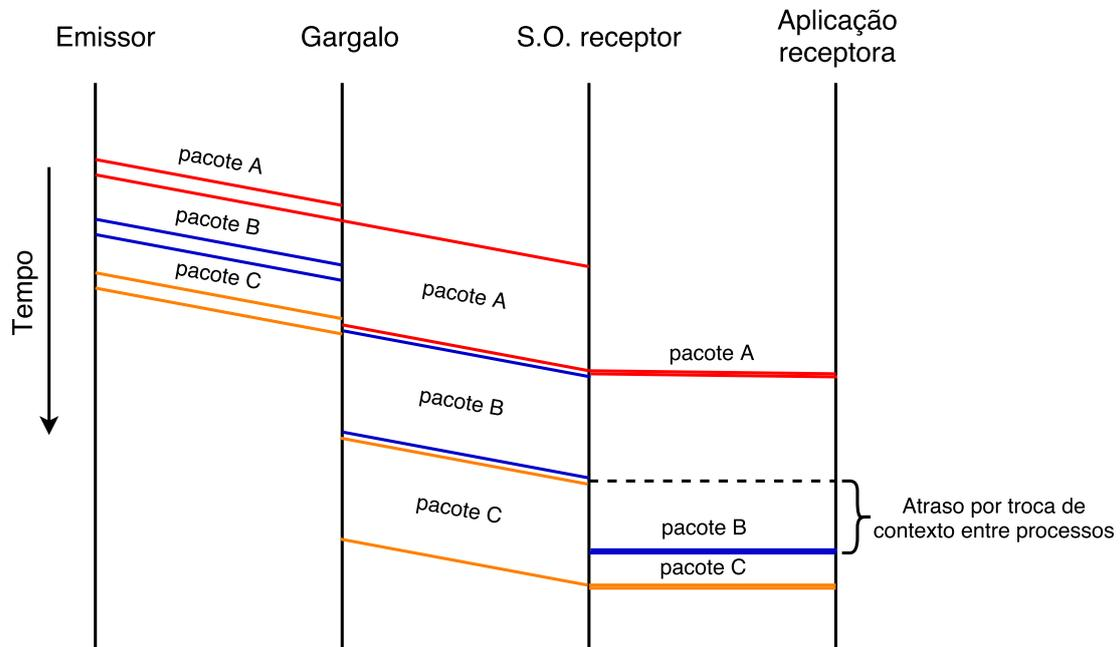 Emissor
Gargalo
S.O. receptor
Aplicação
receptora
pacote A
pacote B
pacote C
Tempo
pacote A
pacote A
pacote B
pacote C
Atraso por troca de
contexto entre processos
pacote B
pacote C